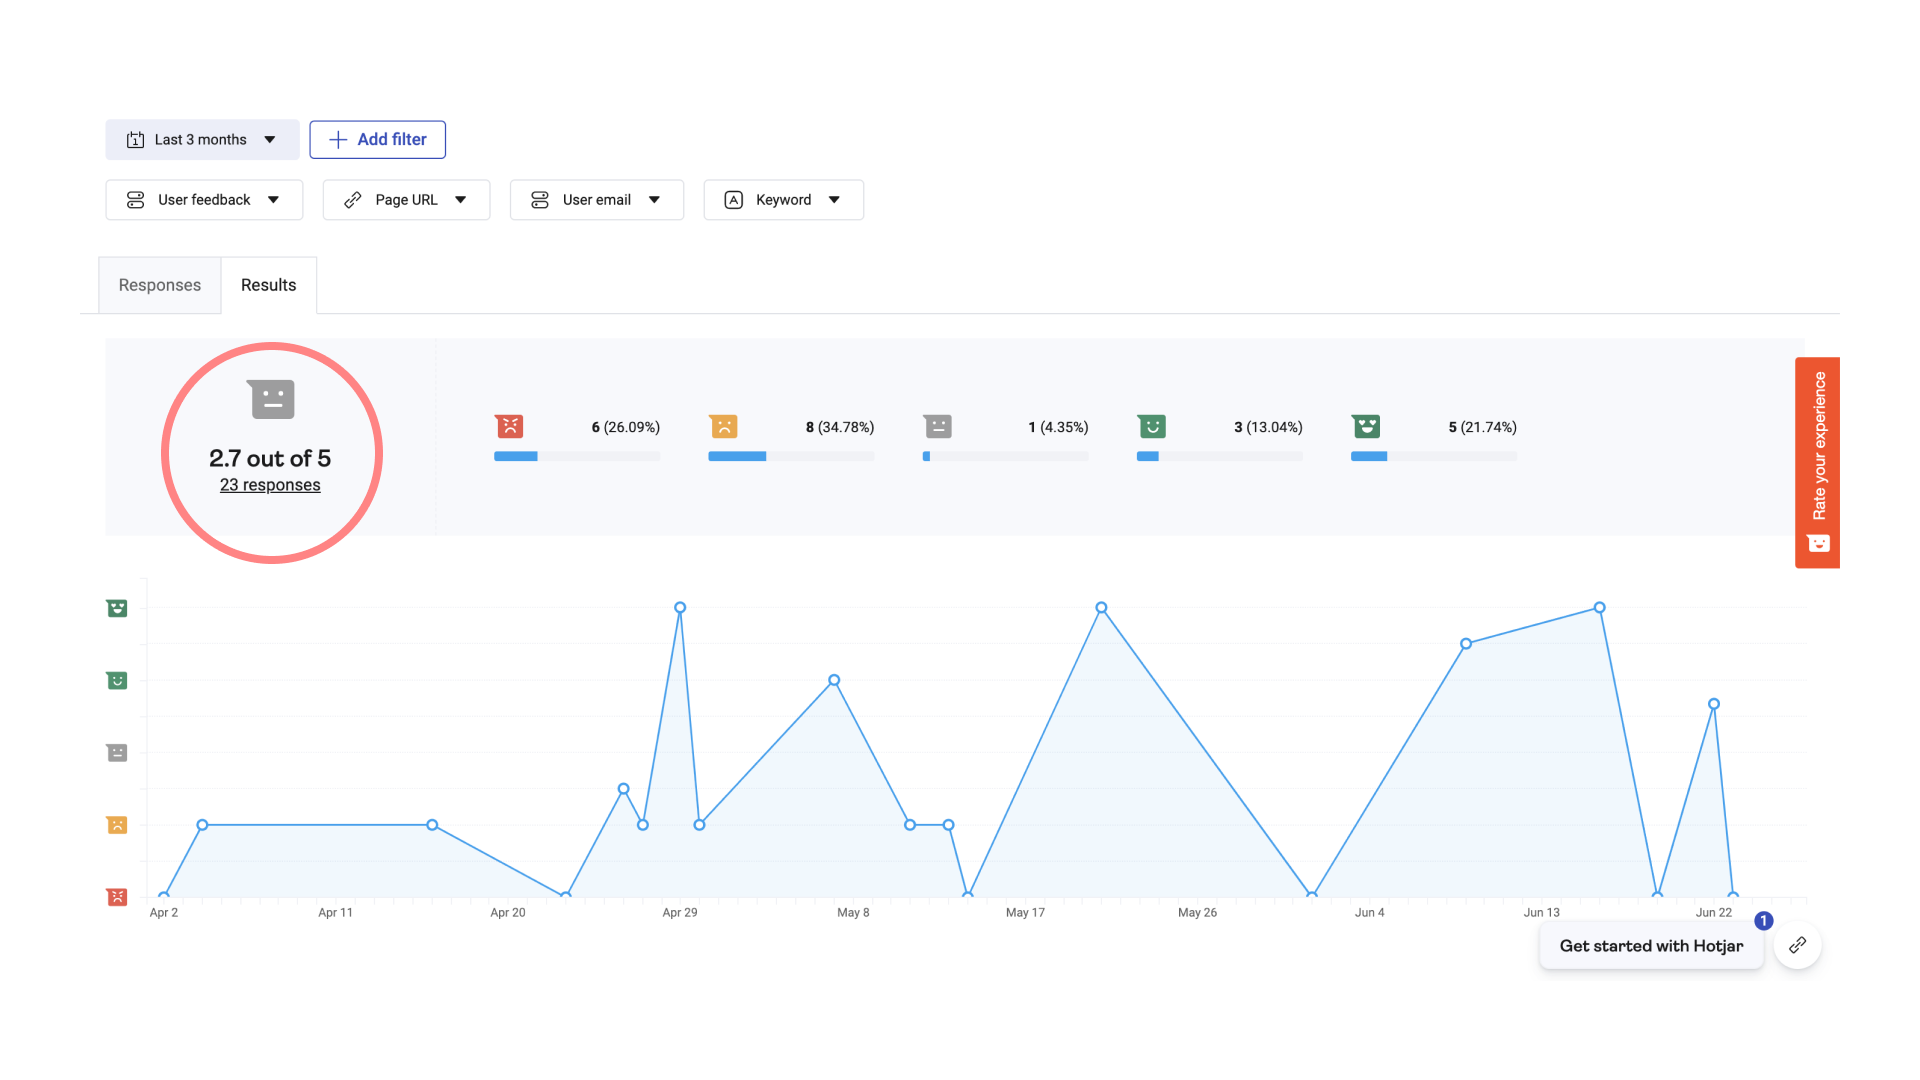 Last 3 months
Add filter
User feedback
Page URL
User email
Keyword
Responses
Results
2.7 out of 5
23 responses
6 (26.09%)
8 (34.78%)
1 (4.35%)
3 (13.04%)
5 (21.74%)
Rate your experience
Apr 2
Apr 11
Apr 20
Apr 29
May 8
May 17
May 26
Jun 4
Jun 13
Jun 22
1
Get started with Hotjar